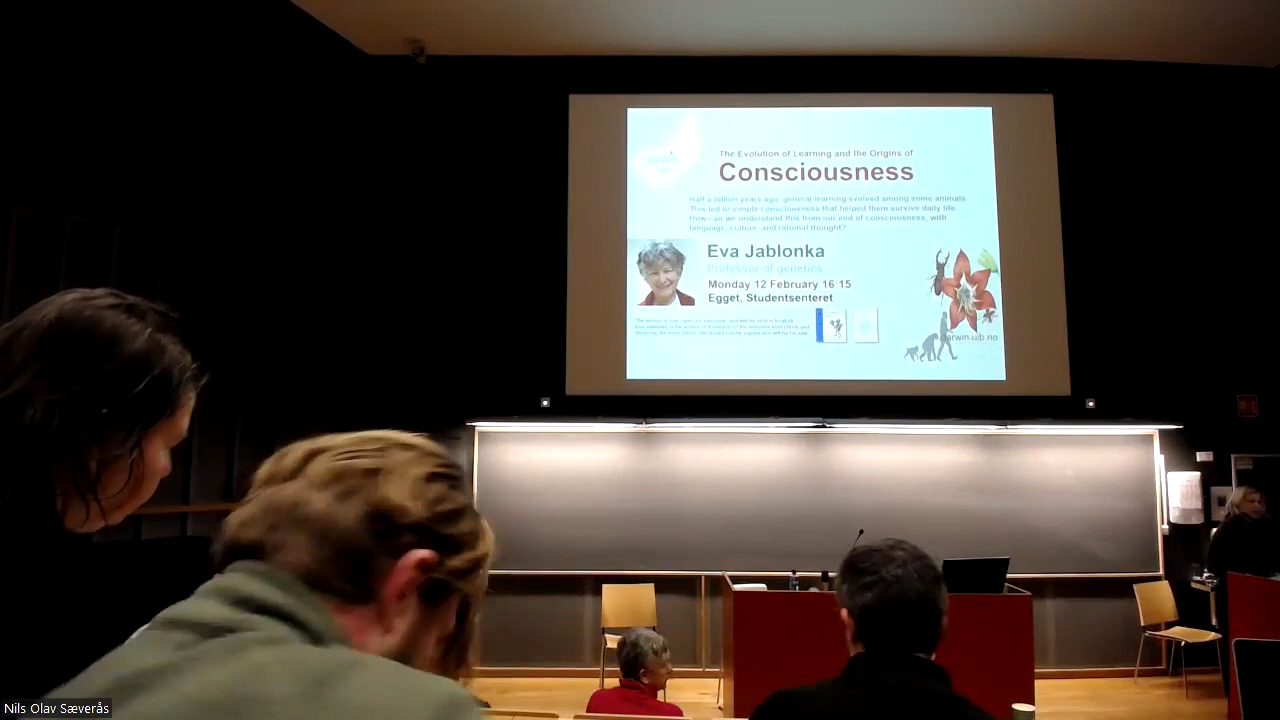 The Evolution of Learning and the Origins of
Consciousness
Half a billion years ago, general learning evolved among some animals.
This led to simple consciousness that helped them survive daily life.
How can we understand this from our end of consciousness, with
language, culture, and rational thought?
Eva Jablonka
Professor of genetics
Monday 12 February 16:15
Egget, Studentsenteret
darwin.uib.no
Nils Olav Sæverås